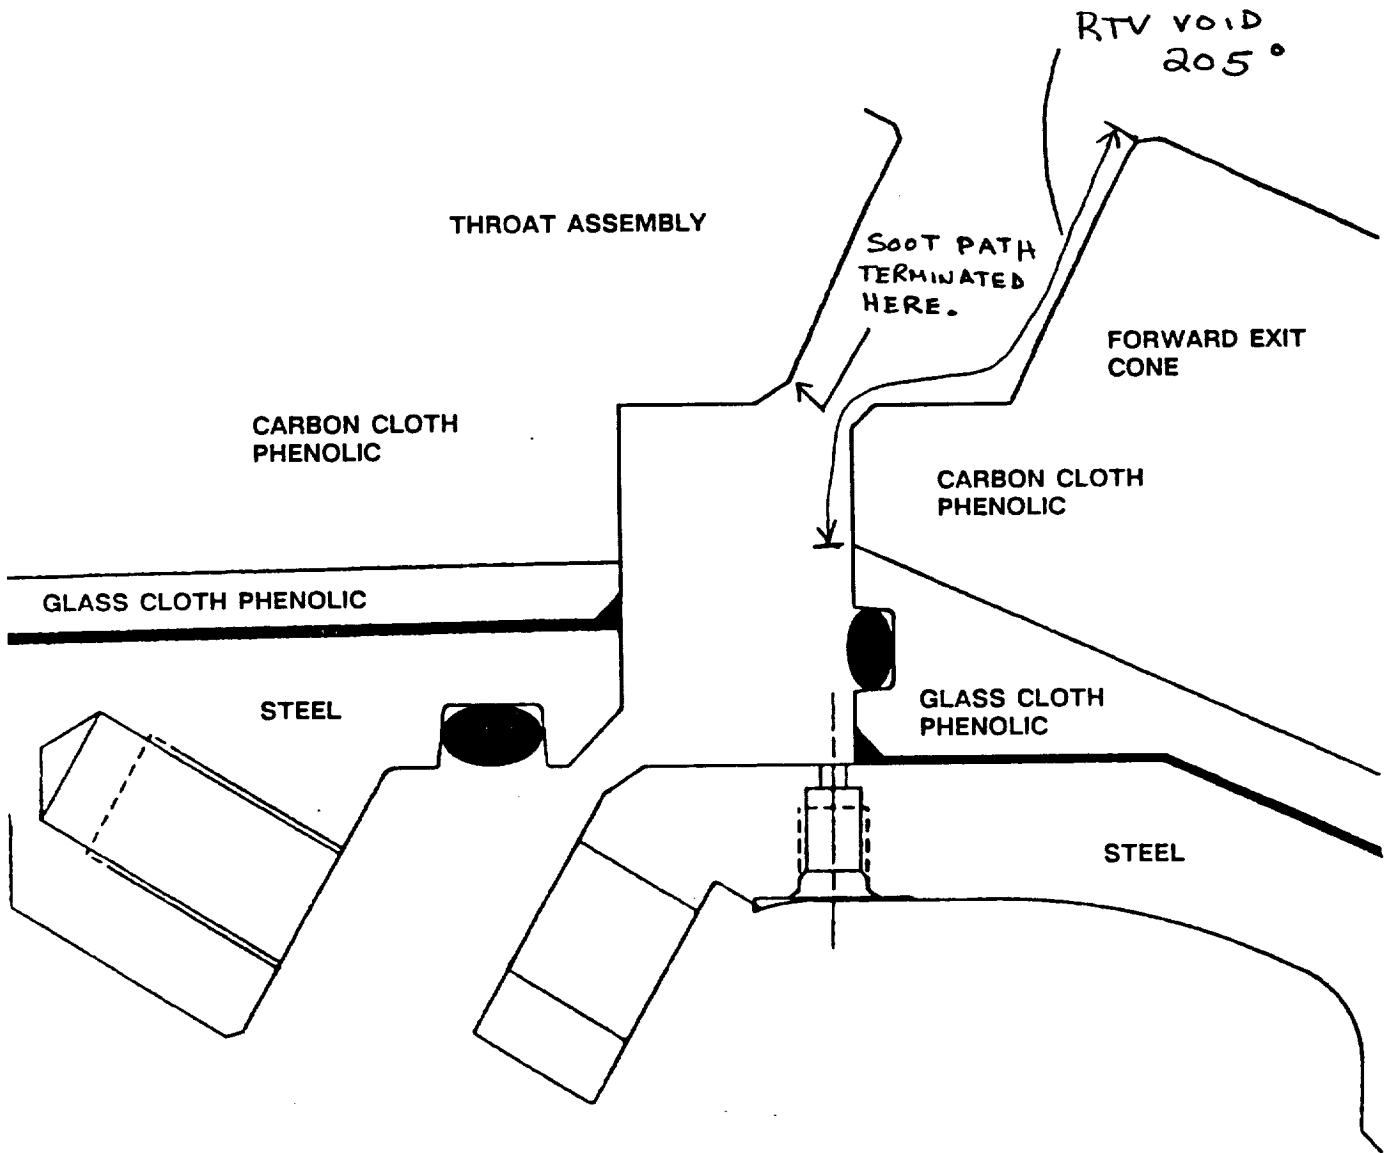 RTV VOID
205°
THROAT ASSEMBLY
SOOT PATH
TERMINATED
HERE.
FORWARD EXIT
CONE
CARBON CLOTH
PHENOLIC
CARBON CLOTH
PHENOLIC
GLASS CLOTH PHENOLIC
STEEL
GLASS CLOTH
PHENOLIC
STEEL